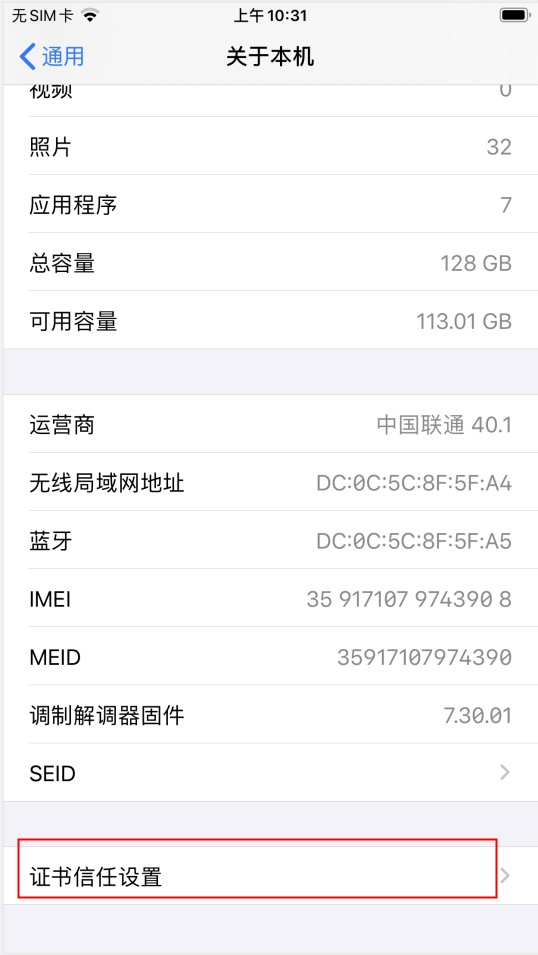 无SIM卡 上午10:31
通用 关于本机
视频 0
照片 32
应用程序 7
总容量 128 GB
可用容量 113.01 GB
运营商 中国联通 40.1
无线局域网地址 DC:0C:5C:8F:5F:A4
蓝牙 DC:0C:5C:8F:5F:A5
IMEI 35 917107 974390 8
MEID 35917107974390
调制解调器固件 7.30.01
SEID
证书信任设置